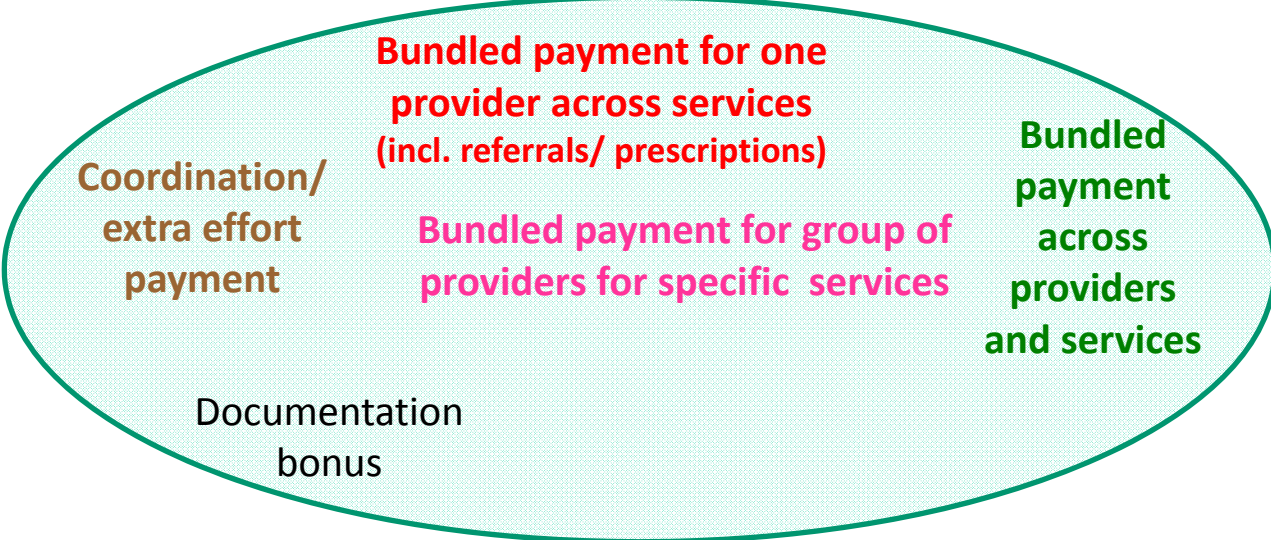 Bundled payment for one
provider across services
(incl. referrals/ prescriptions)
Coordination/
extra effort
payment
Bundled payment for group of
providers for specific services
Bundled
payment
across
providers
and services
Documentation
bonus